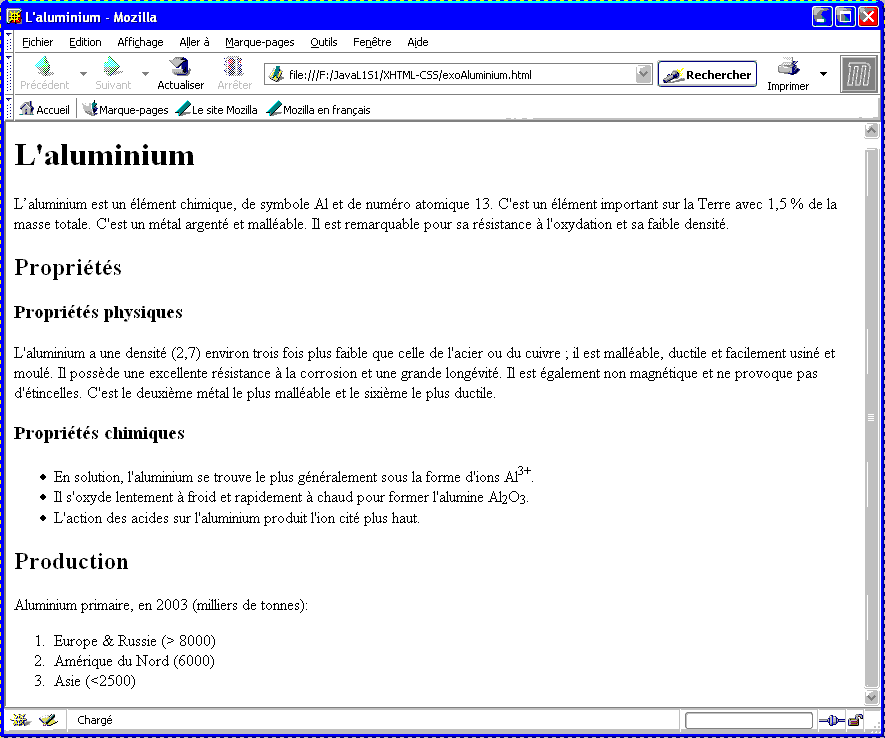 L'aluminium - Mozilla
Fichier Edition Affichage Aller à Marque-pages Outils Fenêtre Aide
Précédent Suivant Actualiser Arrêter file:///F:/JavaL1S1/XHTML-CSS/exoAluminium.html Rechercher Imprimer
Accueil Marque-pages Le site Mozilla Mozilla en français
L'aluminium
L’aluminium est un élément chimique, de symbole Al et de numéro atomique 13. C'est un élément important sur la Terre avec 1,5 % de la
masse totale. C'est un métal argenté et malléable. Il est remarquable pour sa résistance à l'oxydation et sa faible densité.
Propriétés
Propriétés physiques
L'aluminium a une densité (2,7) environ trois fois plus faible que celle de l'acier ou du cuivre ; il est malléable, ductile et facilement usiné et
moulé. Il possède une excellente résistance à la corrosion et une grande longévité. Il est également non magnétique et ne provoque pas
d'étincelles. C'est le deuxième métal le plus malléable et le sixième le plus ductile.
Propriétés chimiques
• En solution, l'aluminium se trouve le plus généralement sous la forme d'ions Al³⁺.
• Il s'oxyde lentement à froid et rapidement à chaud pour former l'alumine Al₂O₃.
• L'action des acides sur l'aluminium produit l'ion cité plus haut.
Production
Aluminium primaire, en 2003 (milliers de tonnes):
1. Europe & Russie (> 8000)
2. Amérique du Nord (6000)
3. Asie (<2500)
Chargé